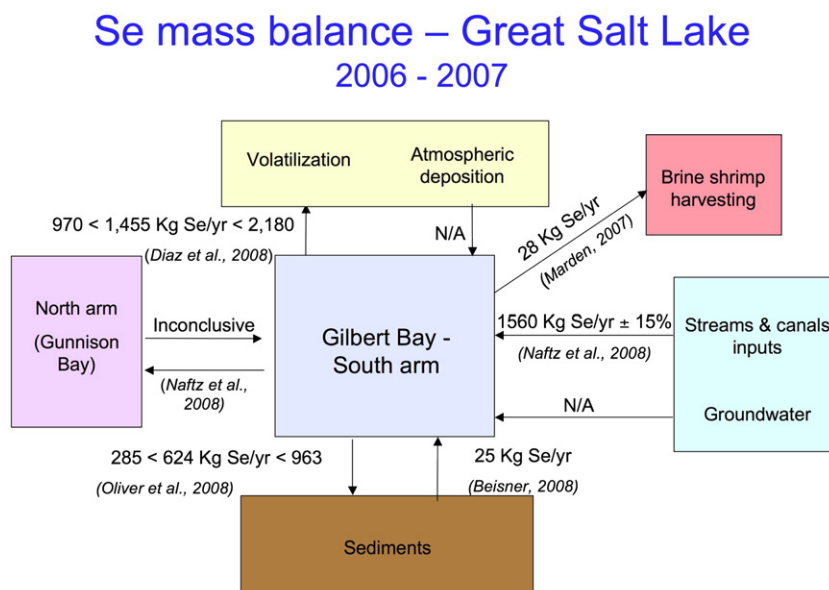 Se mass balance – Great Salt Lake
2006 - 2007
Volatilization
Atmospheric
deposition
Brine shrimp
harvesting
970 < 1,455 Kg Se/yr < 2,180
(Diaz et al., 2008)
N/A
28 Kg Se/yr
(Marden, 2007)
North arm
(Gunnison
Bay)
Inconclusive
(Naftz et al.,
2008)
Gilbert Bay -
South arm
1560 Kg Se/yr ± 15%
(Naftz et al., 2008)
Streams & canals
inputs
N/A
Groundwater
285 < 624 Kg Se/yr < 963
(Oliver et al., 2008)
25 Kg Se/yr
(Beisner, 2008)
Sediments